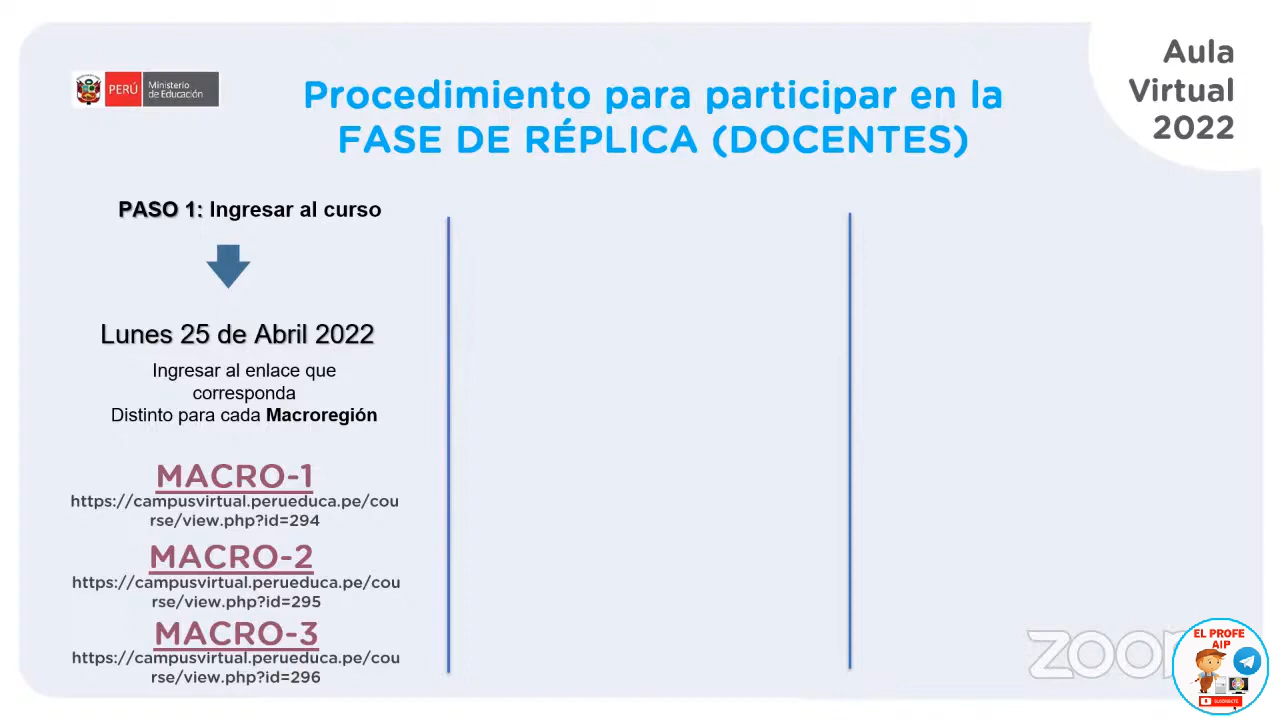 PERÚ
Ministerio
de Educación
Procedimiento para participar en la
FASE DE RÉPLICA (DOCENTES)
Aula
Virtual
2022
PASO 1: Ingresar al curso
Lunes 25 de Abril 2022
Ingresar al enlace que
corresponda
Distinto para cada Macroregión
MACRO-1
https://campusvirtual.perueduca.pe/cou
rse/view.php?id=294
MACRO-2
https://campusvirtual.perueduca.pe/cou
rse/view.php?id=295
MACRO-3
https://campusvirtual.perueduca.pe/cou
rse/view.php?id=296
zoom
EL PROFE
AIP